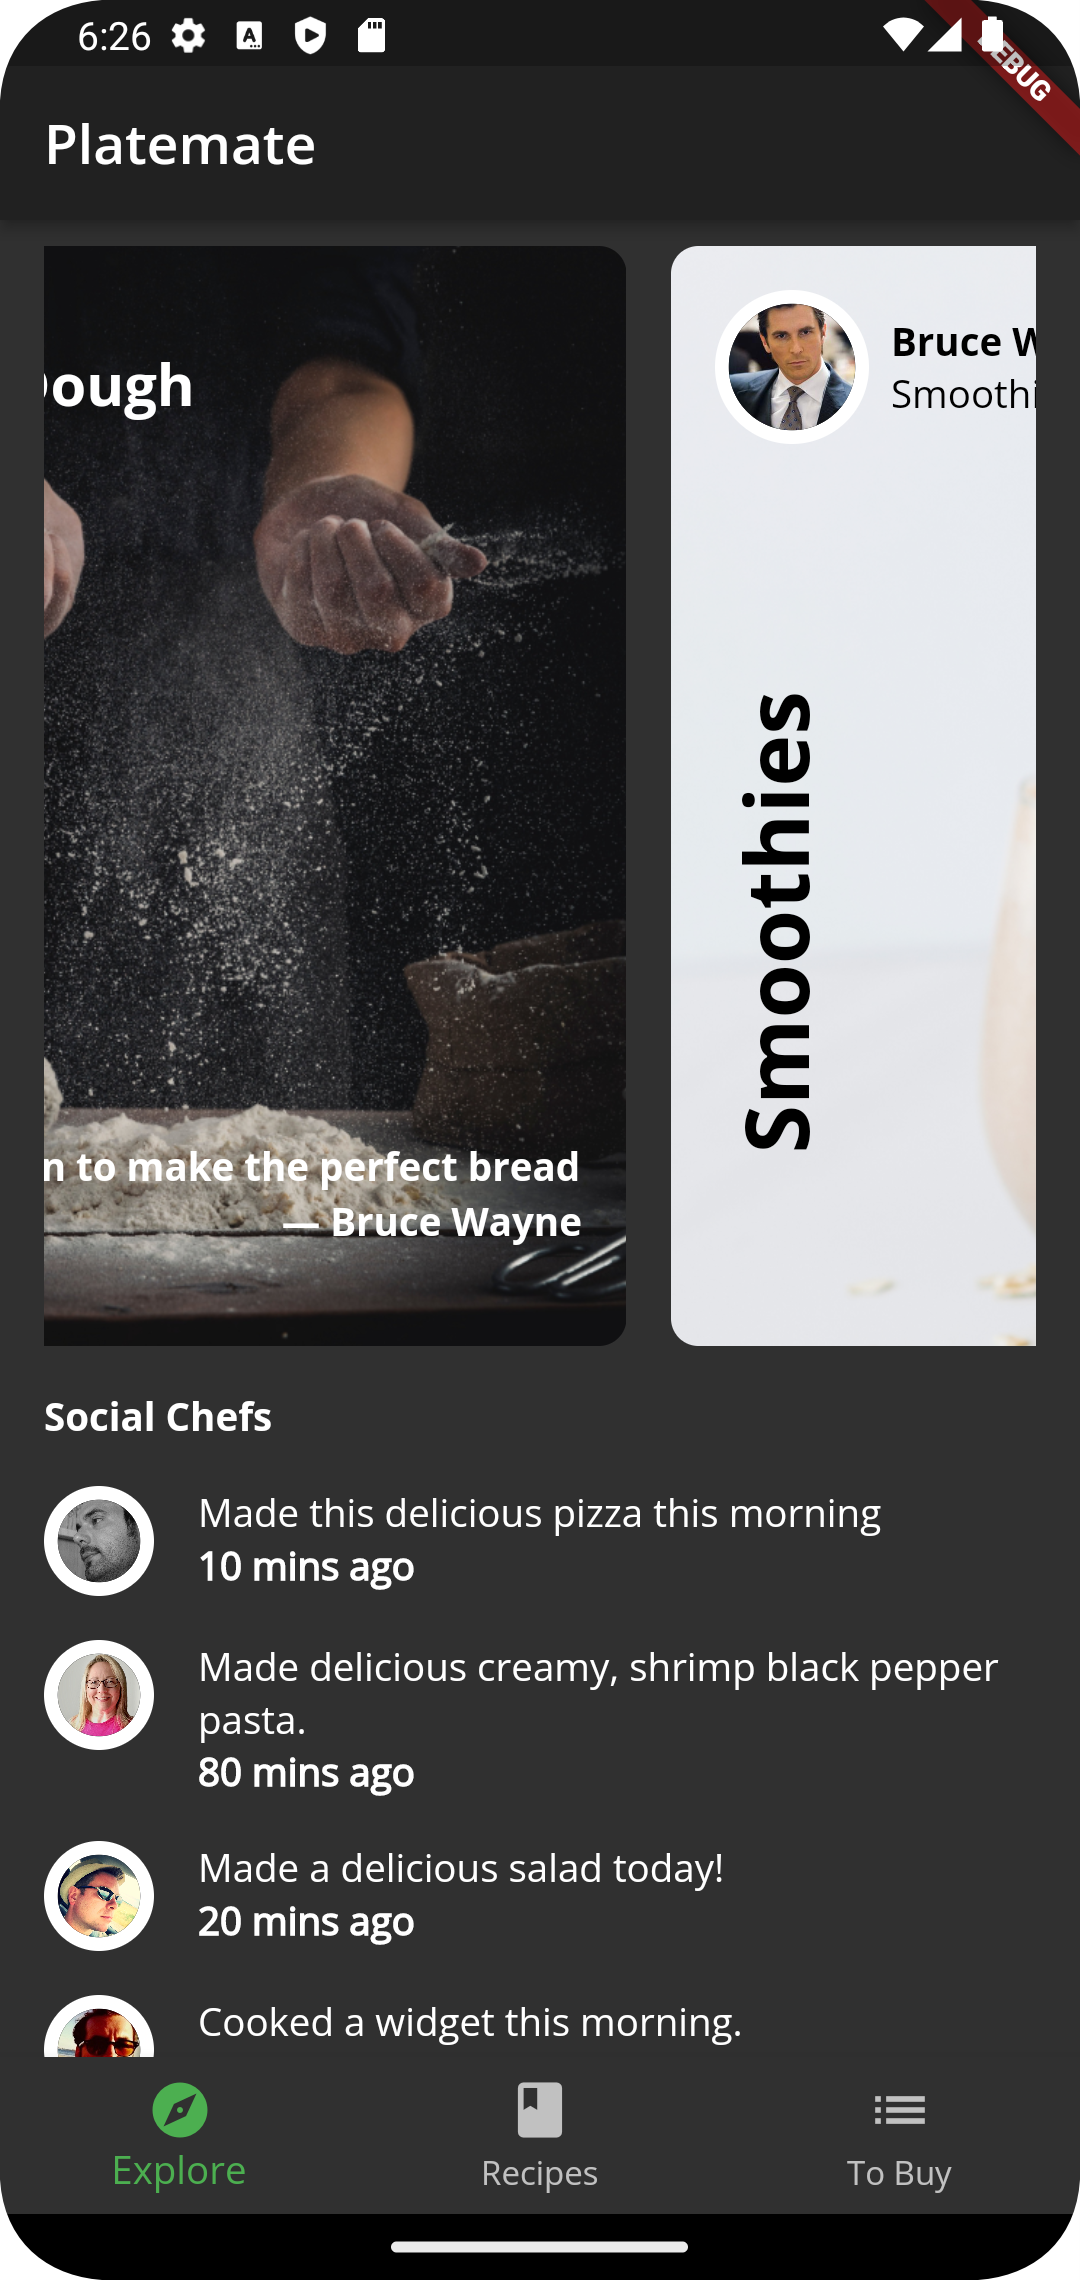 6:26
DEBUG
Platemate
Dough
n to make the perfect bread
— Bruce Wayne
Bruce W
Smoothi
Smoothies
Social Chefs
Made this delicious pizza this morning
10 mins ago
Made delicious creamy, shrimp black pepper
pasta.
80 mins ago
Made a delicious salad today!
20 mins ago
Cooked a widget this morning.
Explore
Recipes
To Buy